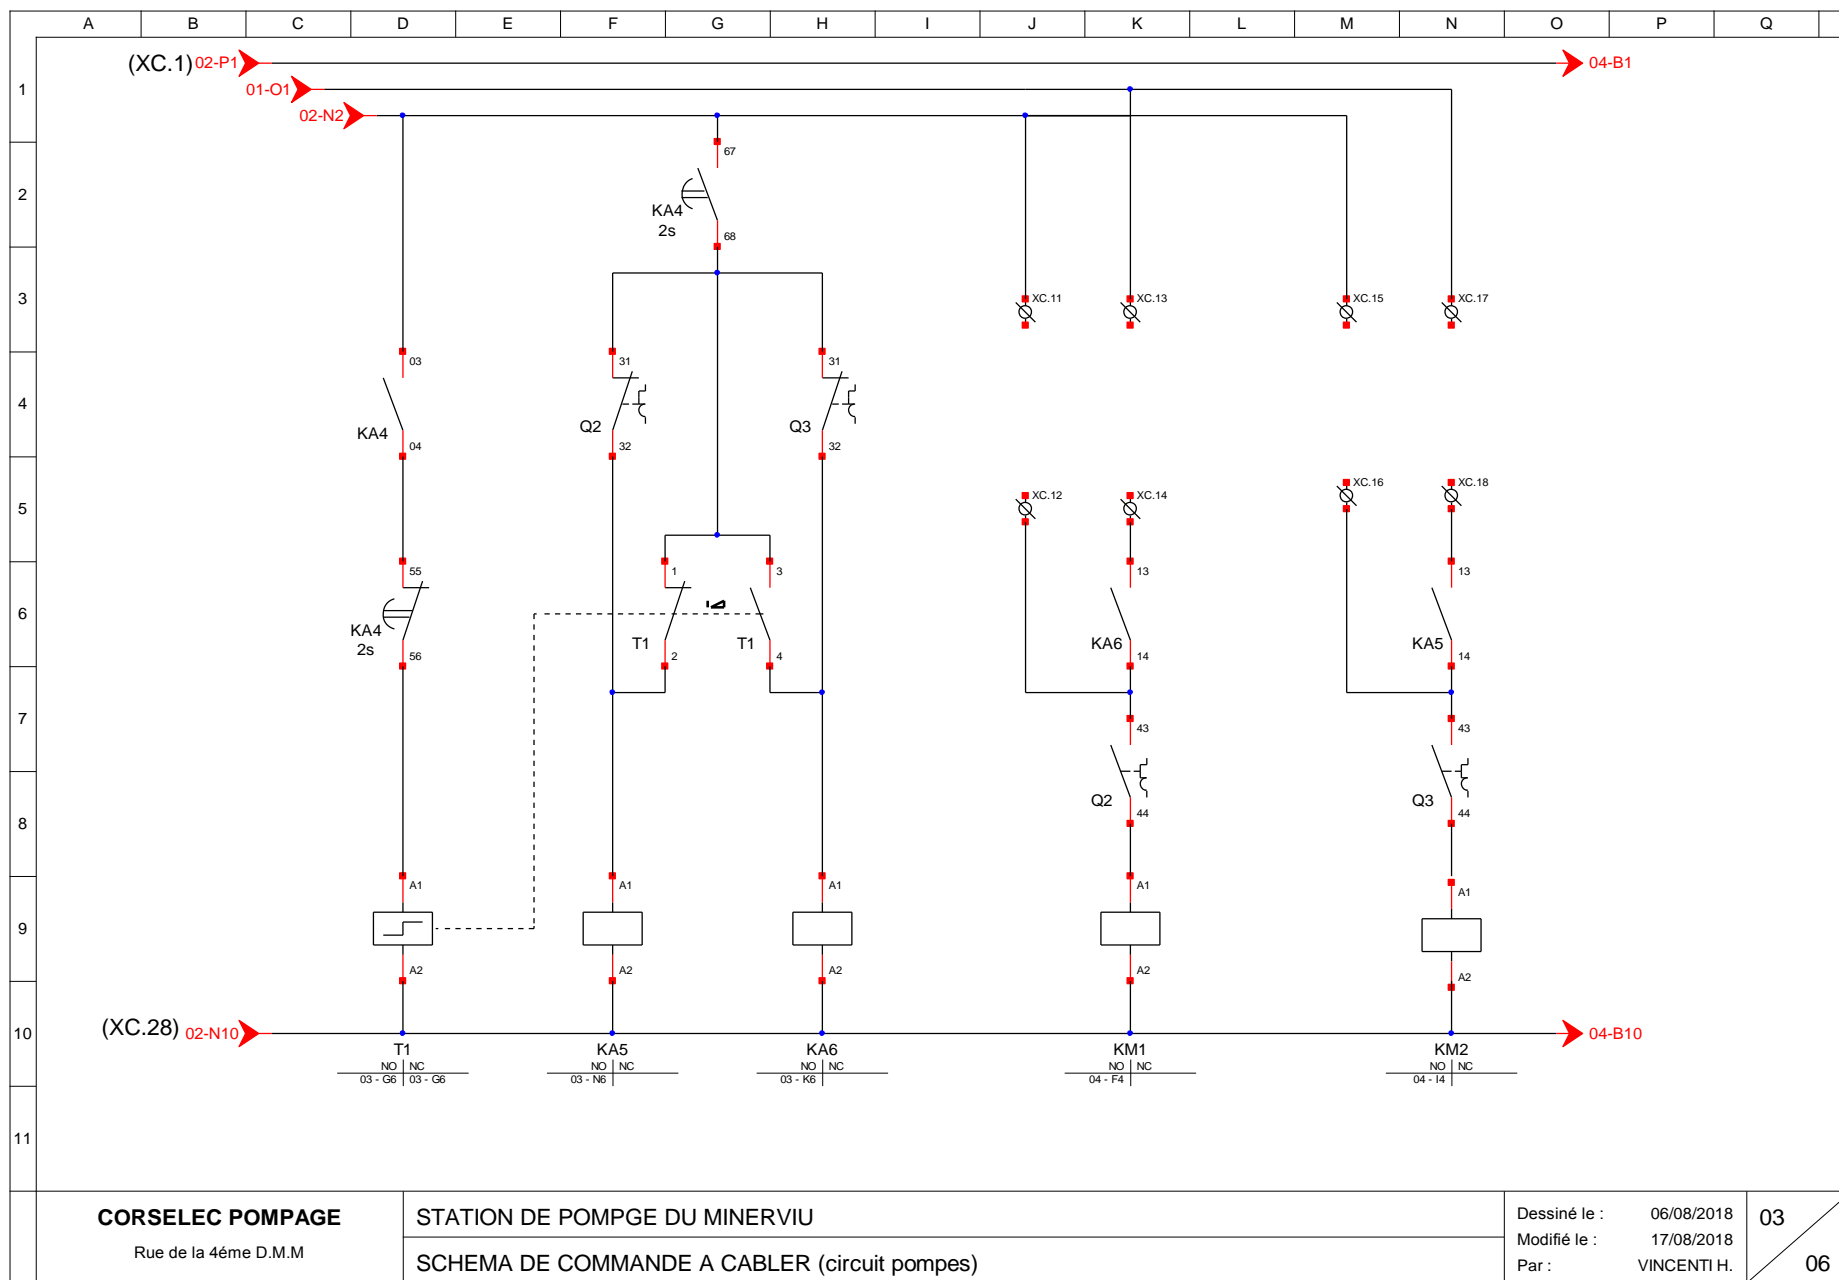 A B C D E F G H I J K L M N O P Q
(XC.1) 02-P1 04-B1
1
01-O1
02-N2
67
2
KA4
2s
68
3
XC.11 XC.13 XC.15 XC.17
03 31 31
4
KA4 Q2 Q3
04 32 32
XC.12 XC.14 XC.16 XC.18
5
55 1 3 13 13
6
KA4
2s
T1 T1 KA6 KA5
56 2 4 14 14
7
43 43
Q2 Q3
8
44 44
A1 A1 A1 A1 A1
9
A2 A2 A2 A2 A2
10
(XC.28) 02-N10 04-B10
T1 KA5 KA6 KM1 KM2
NO NC NO NC NO NC NO NC NO NC
03 - G6 03 - G6 03 - N6 03 - K6 04 - F4 04 - I4
11
CORSELEC POMPAGE
Rue de la 4éme D.M.M
STATION DE POMPGE DU MINERVIU
SCHEMA DE COMMANDE A CABLER (circuit pompes)
Dessiné le : 06/08/2018
Modifié le : 17/08/2018
Par : VINCENTI H.
03
06